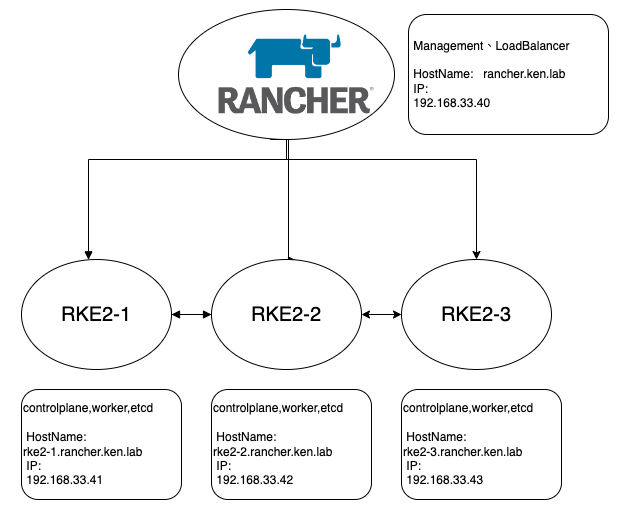 RANCHER®
Management、LoadBalancer
HostName: rancher.ken.lab
IP:
192.168.33.40
RKE2-1
RKE2-2
RKE2-3
controlplane,worker,etcd
HostName:
rke2-1.rancher.ken.lab
IP:
192.168.33.41
controlplane,worker,etcd
HostName:
rke2-2.rancher.ken.lab
IP:
192.168.33.42
controlplane,worker,etcd
HostName:
rke2-3.rancher.ken.lab
IP:
192.168.33.43